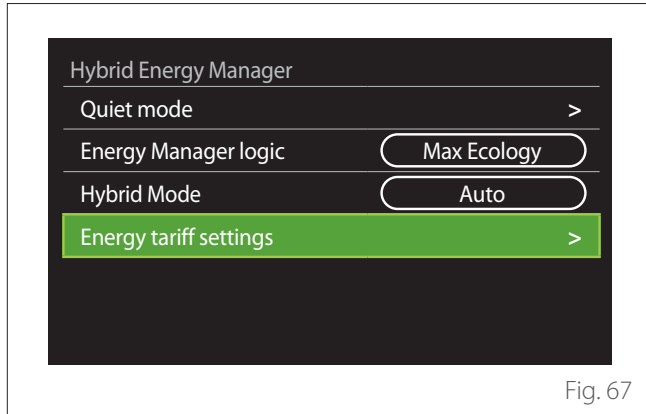 Hybrid Energy Manager
Quiet mode >
Energy Manager logic Max Ecology
Hybrid Mode Auto
Energy tariff settings >
Fig. 67